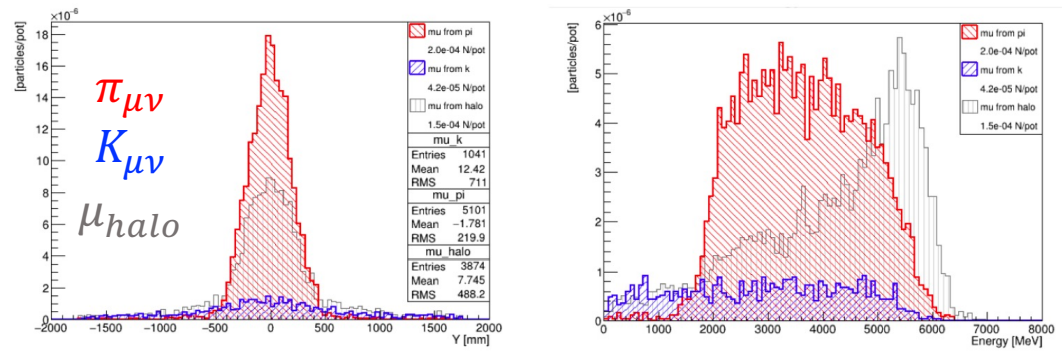 ×10⁻⁶
[particles/pot]
18
16
14
12
10
8
6
4
2
0
−2000
−1500
−1000
−500
0
500
1000
1500
2000
Y [mm]
π_μν
K_μν
μ_halo
mu from pi
2.0e-04 N/pot
mu from k
4.2e-05 N/pot
mu from halo
1.5e-04 N/pot
mu_k
Entries 1041
Mean 12.42
RMS 711
mu_pi
Entries 5101
Mean −1.781
RMS 219.9
mu_halo
Entries 3874
Mean 7.745
RMS 488.2
×10⁻⁶
[particles/pot]
6
5
4
3
2
1
0
0
1000
2000
3000
4000
5000
6000
7000
8000
Energy [MeV]
mu from pi
2.0e-04 N/pot
mu from k
4.2e-05 N/pot
mu from halo
1.5e-04 N/pot